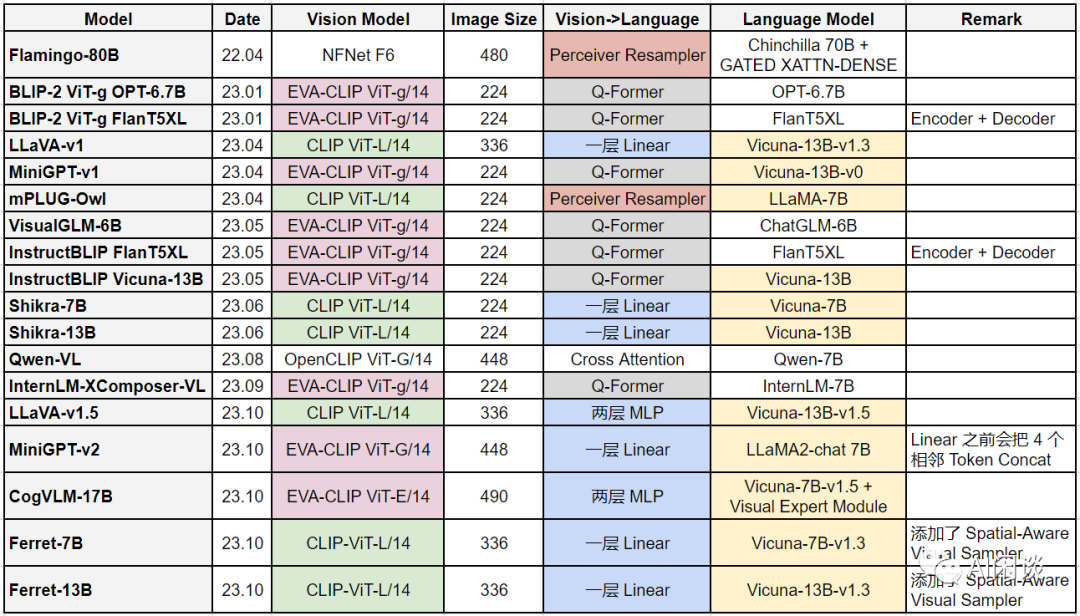 Model Date Vision Model Image Size Vision->Language Language Model Remark
Flamingo-80B 22.04 NFNet F6 480 Perceiver Resampler Chinchilla 70B +
GATED XATTN-DENSE
BLIP-2 ViT-g OPT-6.7B 23.01 EVA-CLIP ViT-g/14 224 Q-Former OPT-6.7B
BLIP-2 ViT-g FlanT5XL 23.01 EVA-CLIP ViT-g/14 224 Q-Former FlanT5XL Encoder + Decoder
LLaVA-v1 23.04 CLIP ViT-L/14 336 一层 Linear Vicuna-13B-v1.3
MiniGPT-v1 23.04 EVA-CLIP ViT-g/14 224 Q-Former Vicuna-13B-v0
mPLUG-Owl 23.04 CLIP ViT-L/14 224 Perceiver Resampler LLaMA-7B
VisualGLM-6B 23.05 EVA-CLIP ViT-g/14 224 Q-Former ChatGLM-6B
InstructBLIP FlanT5XL 23.05 EVA-CLIP ViT-g/14 224 Q-Former FlanT5XL Encoder + Decoder
InstructBLIP Vicuna-13B 23.05 EVA-CLIP ViT-g/14 224 Q-Former Vicuna-13B
Shikra-7B 23.06 CLIP ViT-L/14 224 一层 Linear Vicuna-7B
Shikra-13B 23.06 CLIP ViT-L/14 224 一层 Linear Vicuna-13B
Qwen-VL 23.08 OpenCLIP ViT-G/14 448 Cross Attention Qwen-7B
InternLM-XComposer-VL 23.09 EVA-CLIP ViT-g/14 224 Q-Former InternLM-7B
LLaVA-v1.5 23.10 CLIP ViT-L/14 336 两层 MLP Vicuna-13B-v1.5
MiniGPT-v2 23.10 EVA-CLIP ViT-G/14 448 一层 Linear LLaMA2-chat 7B Linear 之前会把 4 个
相邻 Token Concat
CogVLM-17B 23.10 EVA-CLIP ViT-E/14 490 两层 MLP Vicuna-7B-v1.5 +
Visual Expert Module
Ferret-7B 23.10 CLIP-ViT-L/14 336 一层 Linear Vicuna-7B-v1.3 添加了 Spatial-Aware
Visual Sampler
Ferret-13B 23.10 CLIP-ViT-L/14 336 一层 Linear Vicuna-13B-v1.3 添加了 Spatial-Aware
Visual Sampler
AI闲谈